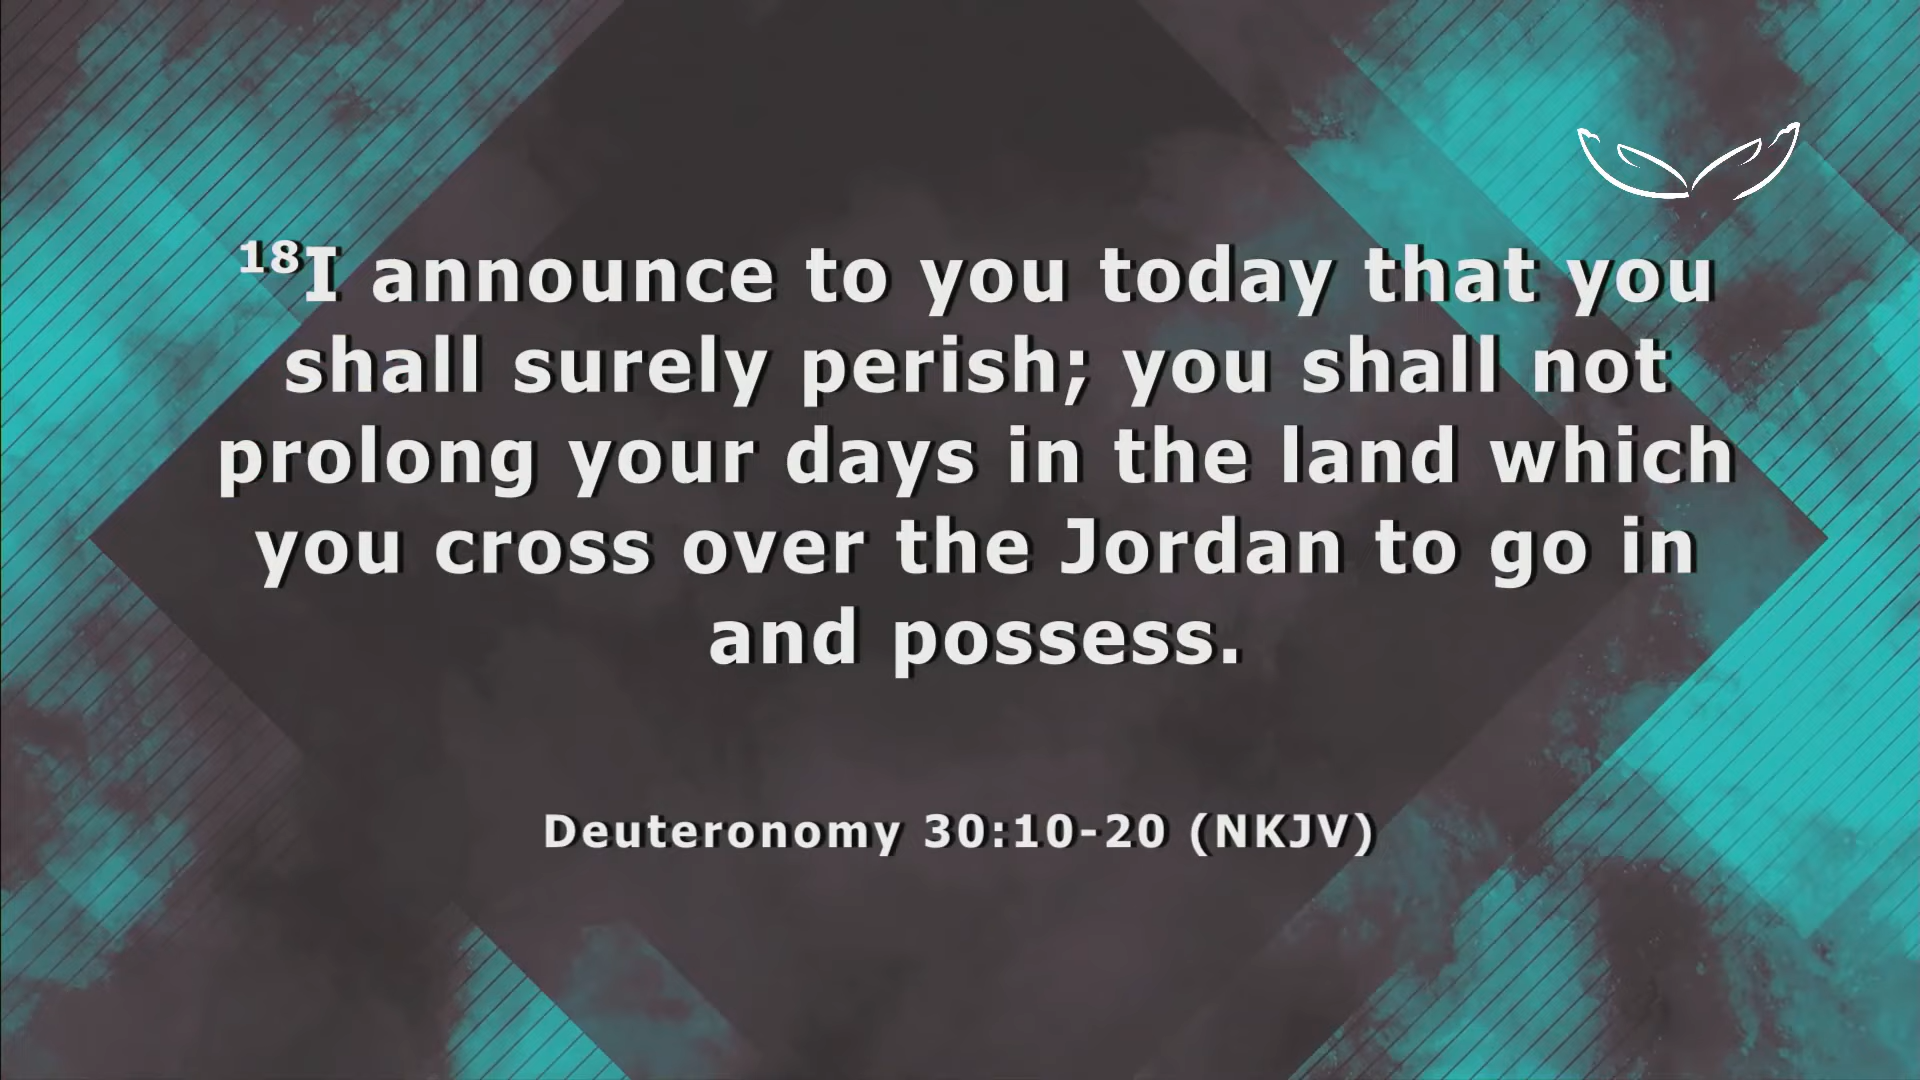 18I announce to you today that you
shall surely perish; you shall not
prolong your days in the land which
you cross over the Jordan to go in
and possess.
Deuteronomy 30:10-20 (NKJV)